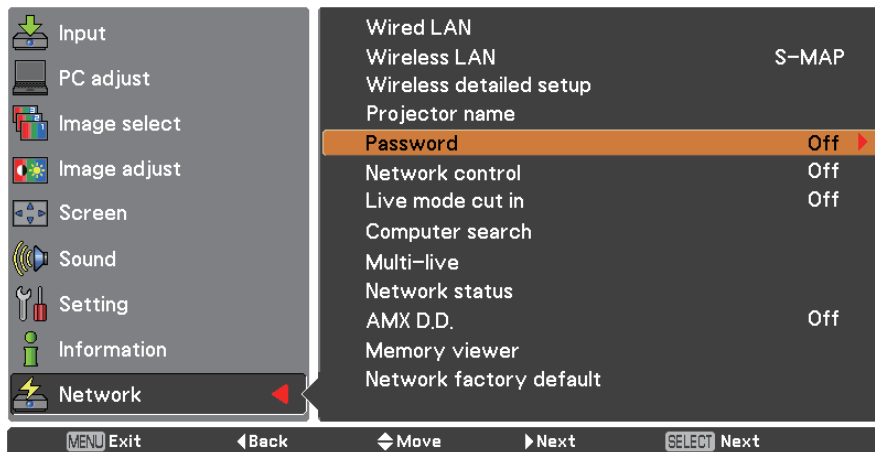 Input
PC adjust
Image select
Image adjust
Screen
Sound
Setting
Information
Network
Wired LAN
Wireless LAN S-MAP
Wireless detailed setup
Projector name
Password Off
Network control Off
Live mode cut in Off
Computer search
Multi-live
Network status
AMX D.D. Off
Memory viewer
Network factory default
MENU Exit Back Move Next SELECT Next